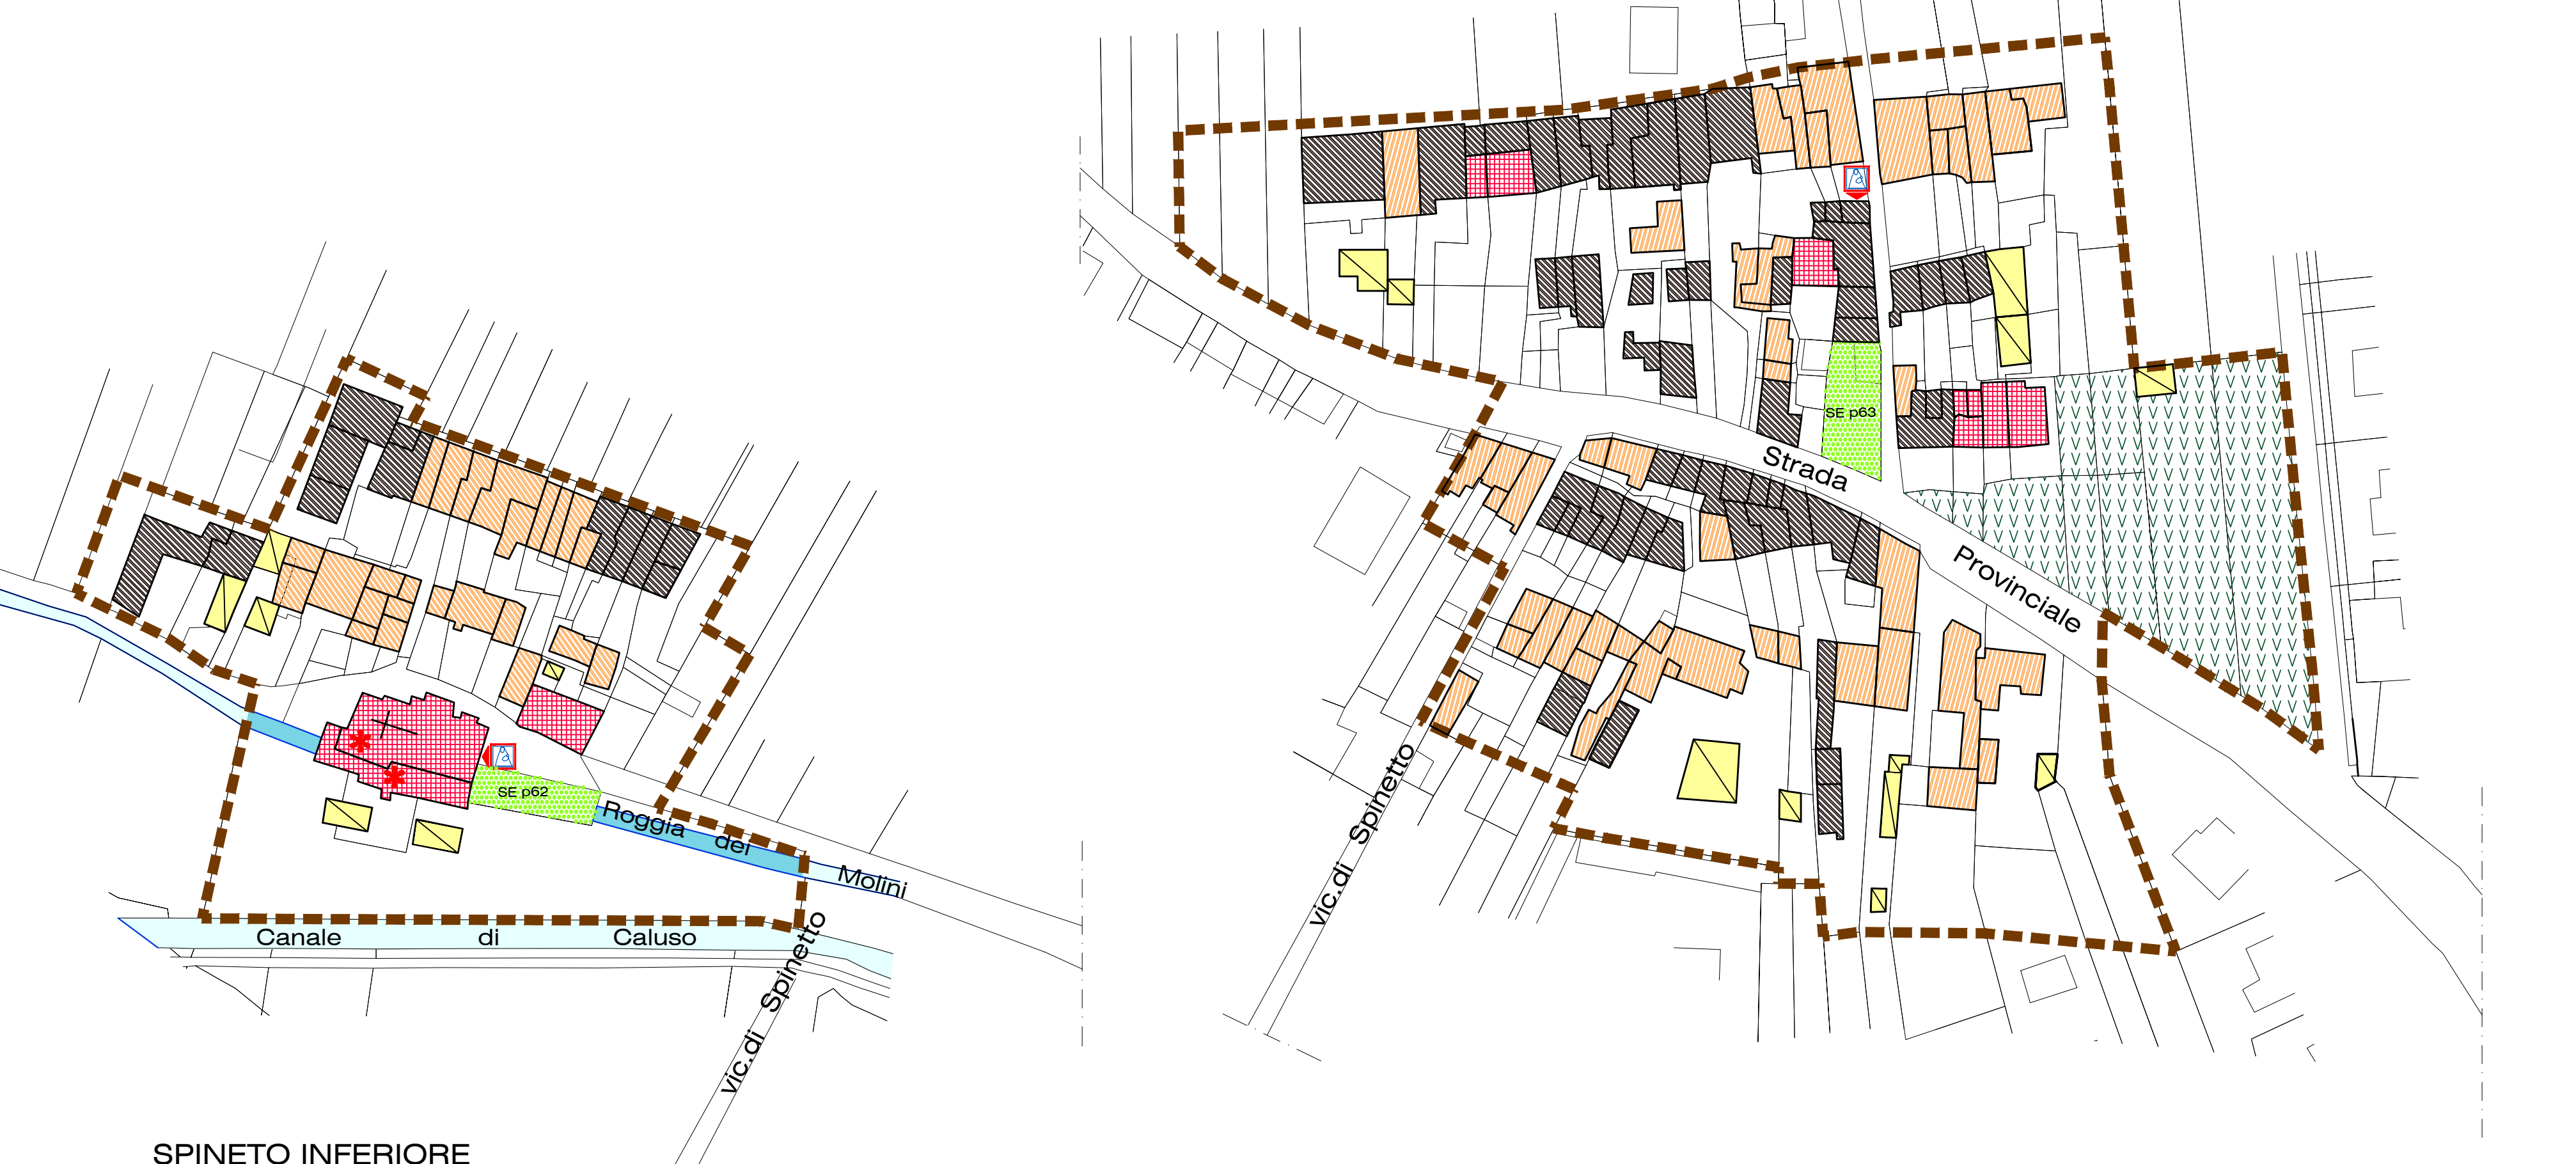 SE p63
Strada
Provinciale
vic.di Spinetto
SE p62
Roggia dei Molini
Canale di Caluso
vic.di Spinetto
SPINETO INFERIORE